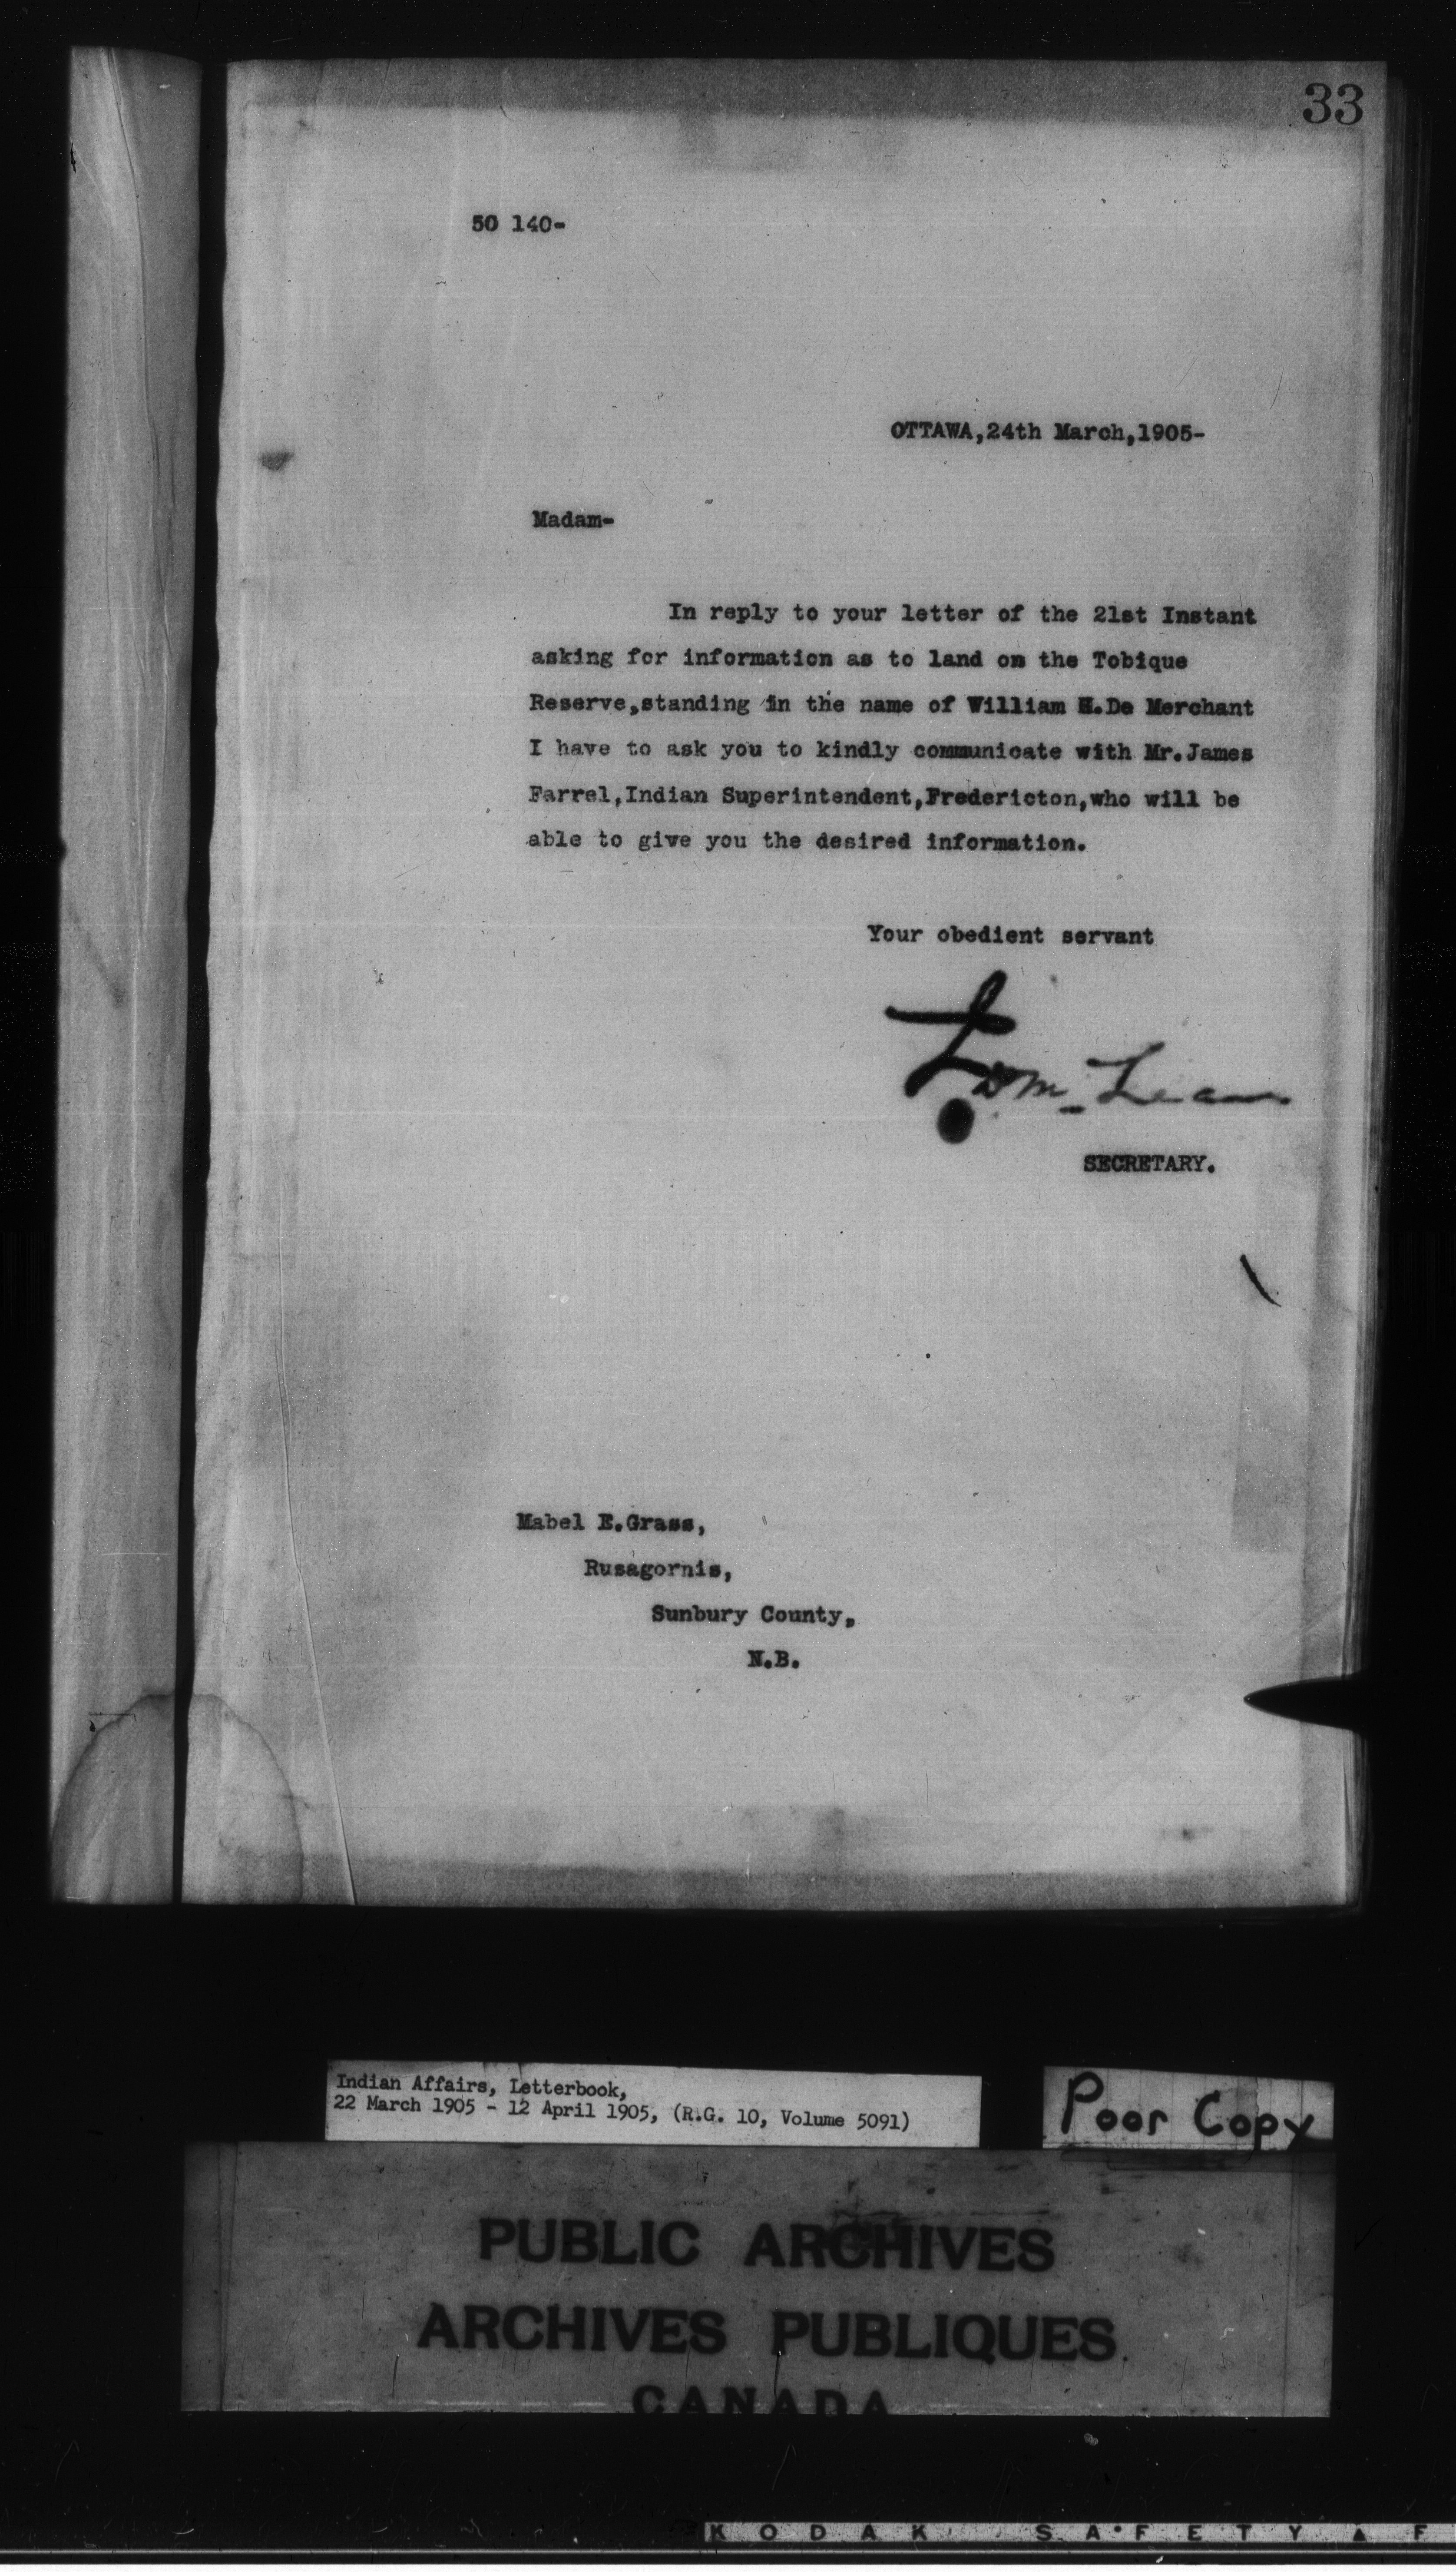 33
50 140-
OTTAWA,24th March,1905-
Madam-
In reply to your letter of the 21st Instant
asking for information as to land on the Tobique
Reserve,standing in the name of William H.De Merchant
I have to ask you to kindly communicate with Mr.James
Farrel,Indian Superintendent,Fredericton,who will be
able to give you the desired information.
Your obedient servant
McLean
SECRETARY.
Mabel E.Grass,
Rusagornis,
Sunbury County,
N.B.
Indian Affairs, Letterbook,
22 March 1905 - 12 April 1905, (R.G. 10, Volume 5091)
Poor Copy
PUBLIC ARCHIVES
ARCHIVES PUBLIQUES
CANADA
KODAK SAFETY F